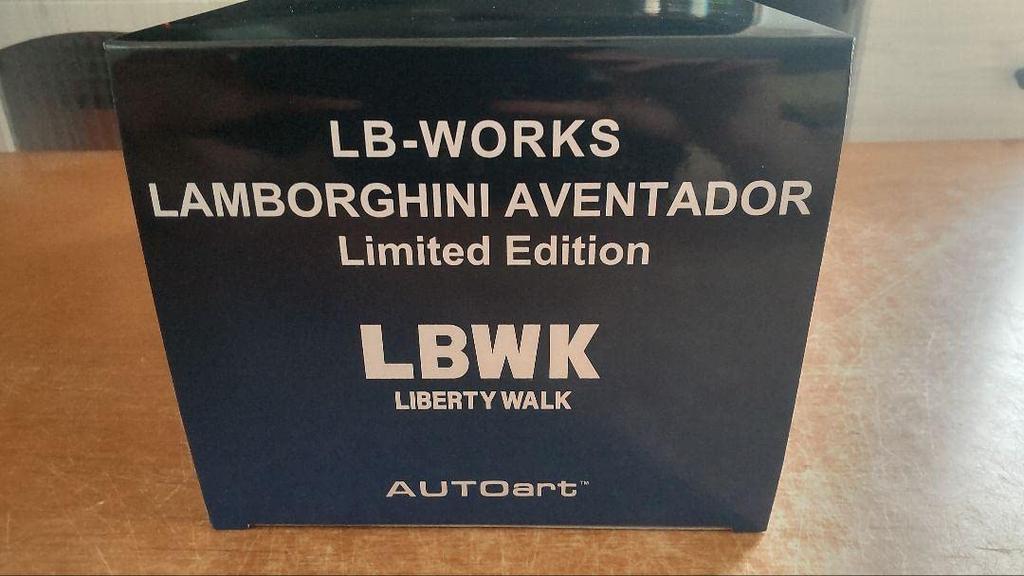 LB-WORKS
LAMBORGHINI AVENTADOR
Limited Edition
LBWK
LIBERTY WALK
AUTOart™